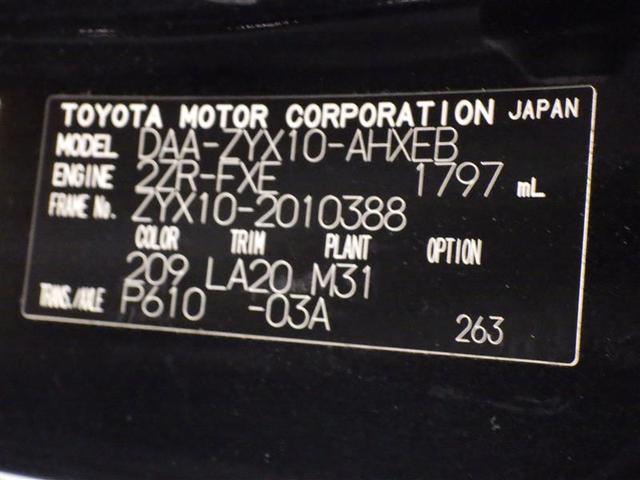 TOYOTA MOTOR CORPORATION JAPAN
MODEL DAA-ZYX10-AHXEB
ENGINE 2ZR-FXE 1797 mL
FRAME No. ZYX10-2010388
COLOR TRIM PLANT OPTION
209 LA20 M31
TRANS./AXLE P610 -03A
263